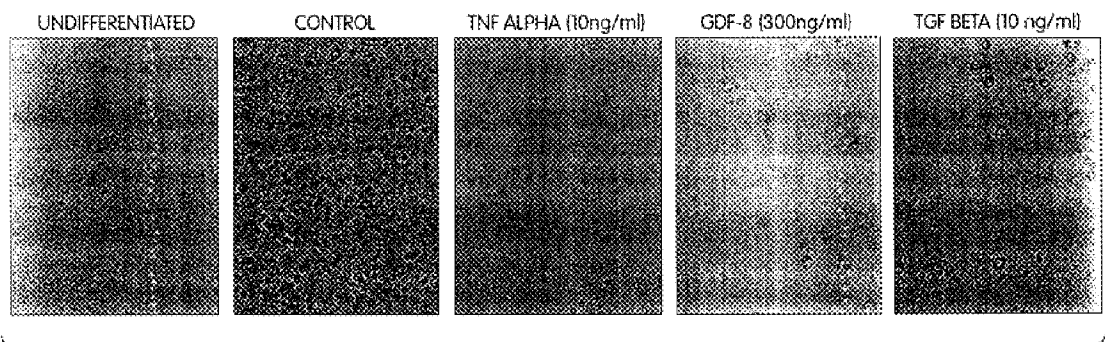 UNDIFFERENTIATED
CONTROL
TNF ALPHA (10ng/ml)
GDF-8 (300ng/ml)
TGF BETA (10 ng/ml)